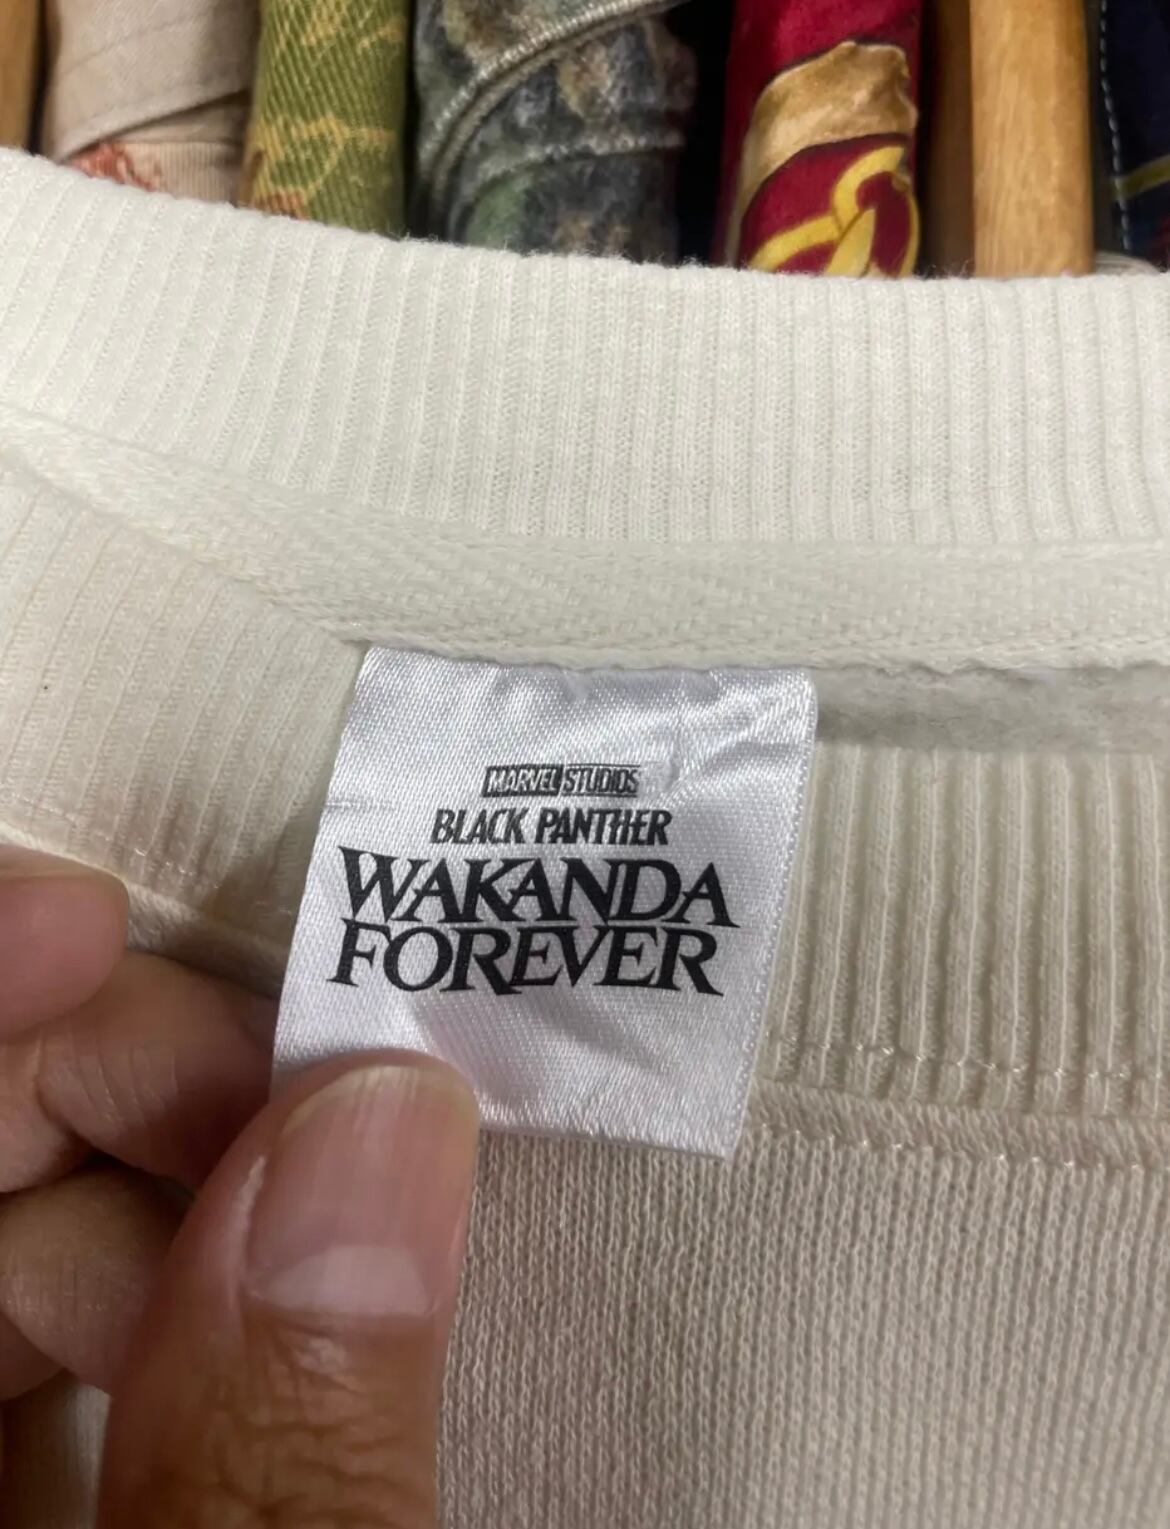 MARVEL STUDIOS
BLACK PANTHER
WAKANDA
FOREVER